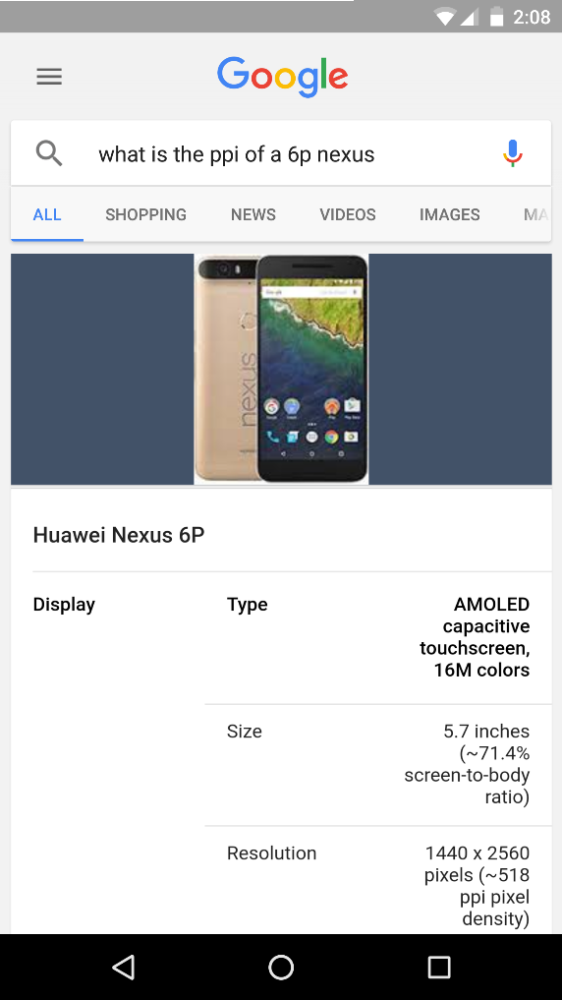 2:08
Google
what is the ppi of a 6p nexus
ALL SHOPPING NEWS VIDEOS IMAGES MA
nexus
Huawei Nexus 6P
Display Type AMOLED
capacitive
touchscreen,
16M colors
Size 5.7 inches
(~71.4%
screen-to-body
ratio)
Resolution 1440 x 2560
pixels (~518
ppi pixel
density)